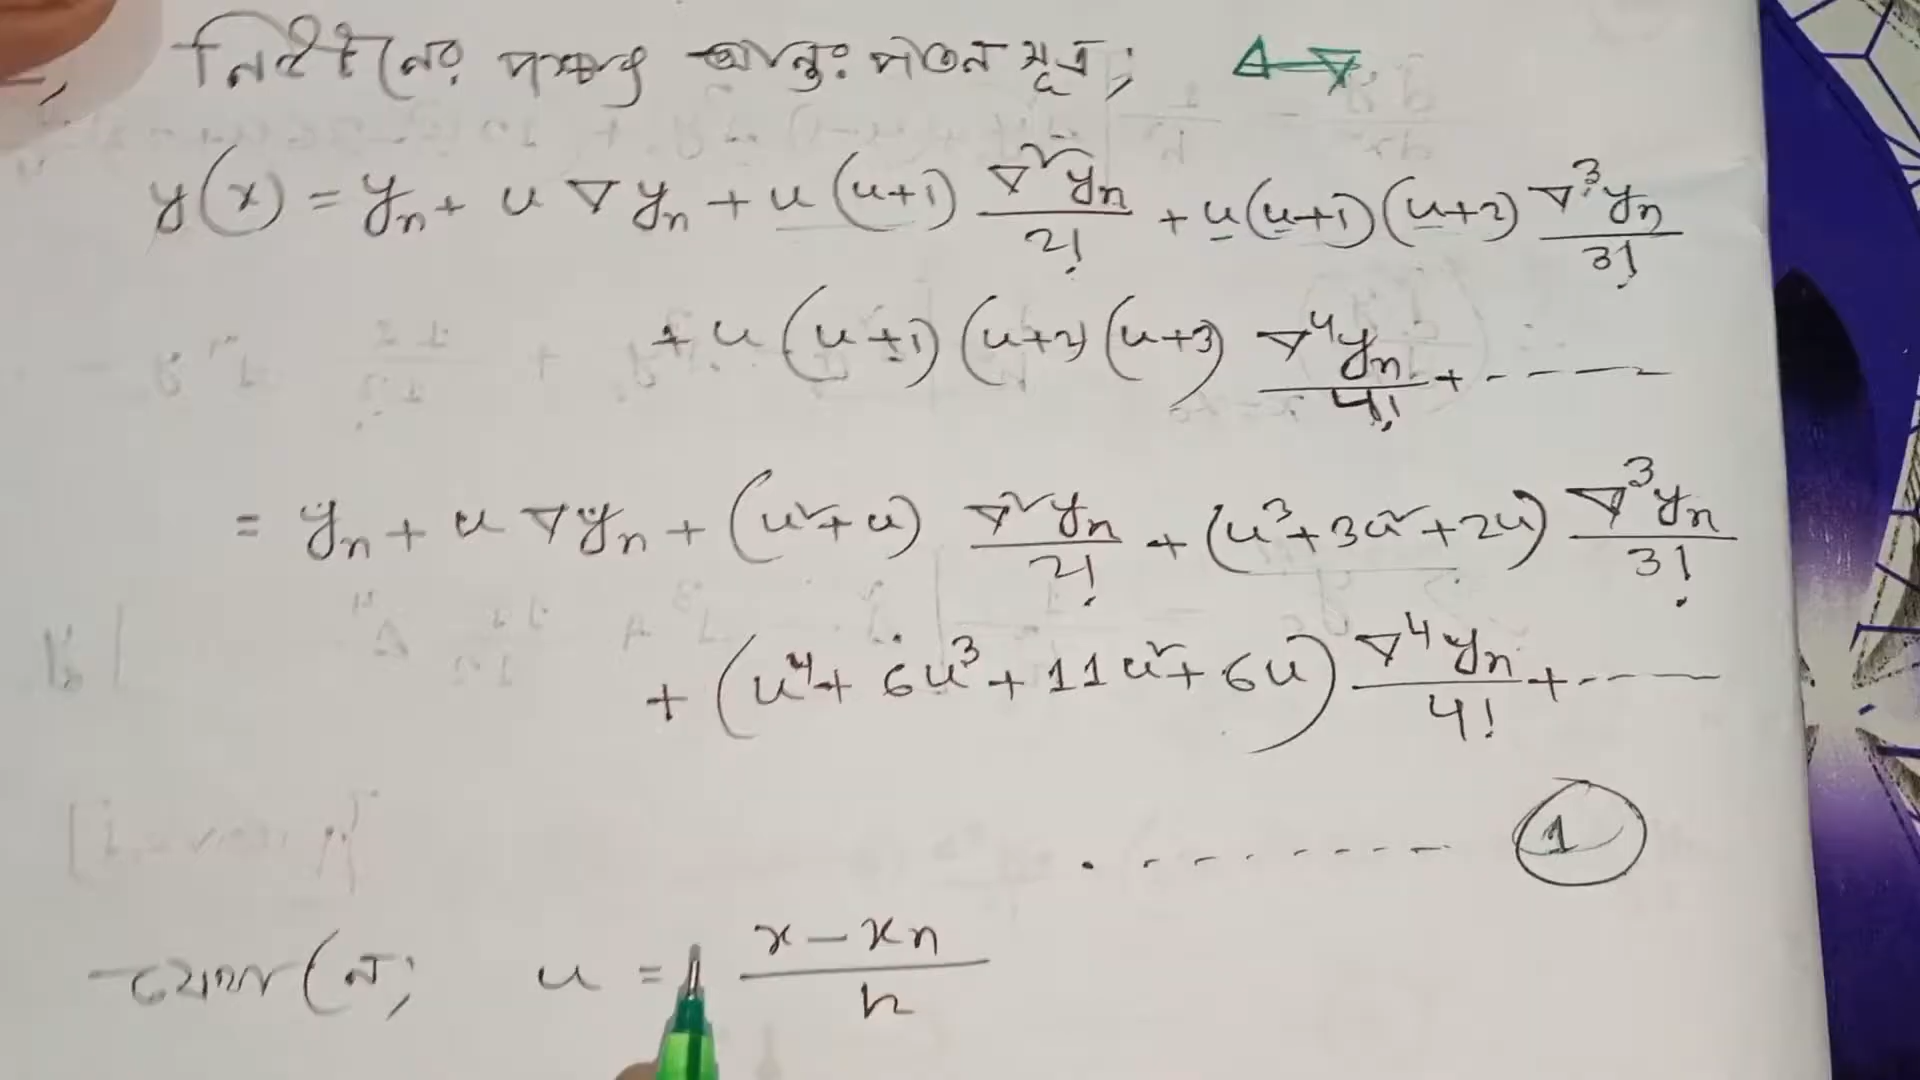 নিউটনের পশ্চাৎ অন্তঃপতন সূত্র; Δ ∇
y(x) = yₙ + u ∇yₙ + u(u+1) ∇²yₙ/2! + u(u+1)(u+2) ∇³yₙ/3!
+ u(u+1)(u+2)(u+3) ∇⁴yₙ/4! + -----
= yₙ + u ∇yₙ + (u²+u) ∇²yₙ/2! + (u³+3u²+2u) ∇³yₙ/3!
+ (u⁴+6u³+11u²+6u) ∇⁴yₙ/4! + -----
. - - - - - - - - ①
যেখানে; u = (x-xₙ)/h